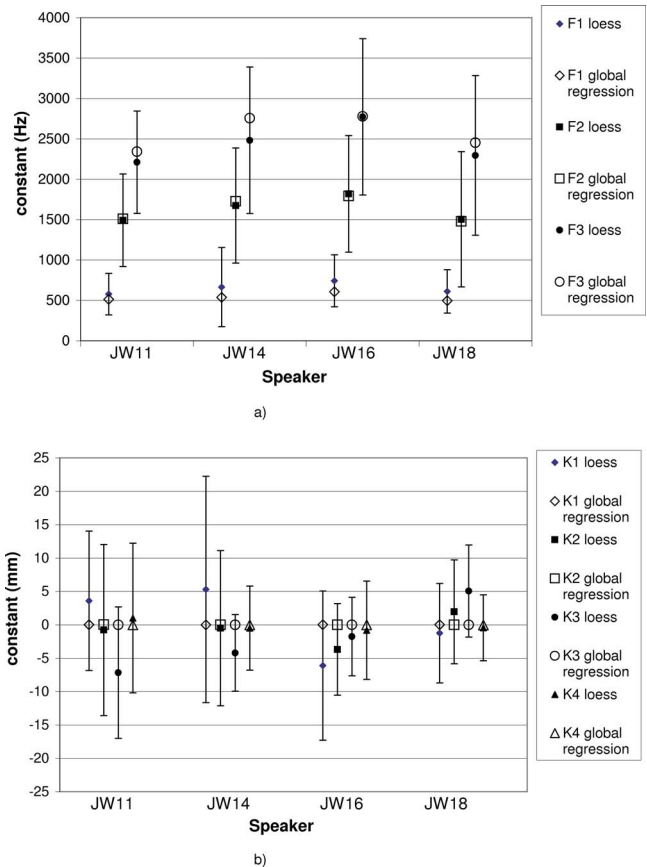 4000
3500
3000
2500
2000
1500
1000
500
0
constant (Hz)
JW11 JW14 JW16 JW18
Speaker
a)
F1 loess
F1 global
regression
F2 loess
F2 global
regression
F3 loess
F3 global
regression
25
20
15
10
5
0
-5
-10
-15
-20
-25
constant (mm)
JW11 JW14 JW16 JW18
Speaker
b)
K1 loess
K1 global
regression
K2 loess
K2 global
regression
K3 loess
K3 global
regression
K4 loess
K4 global
regression